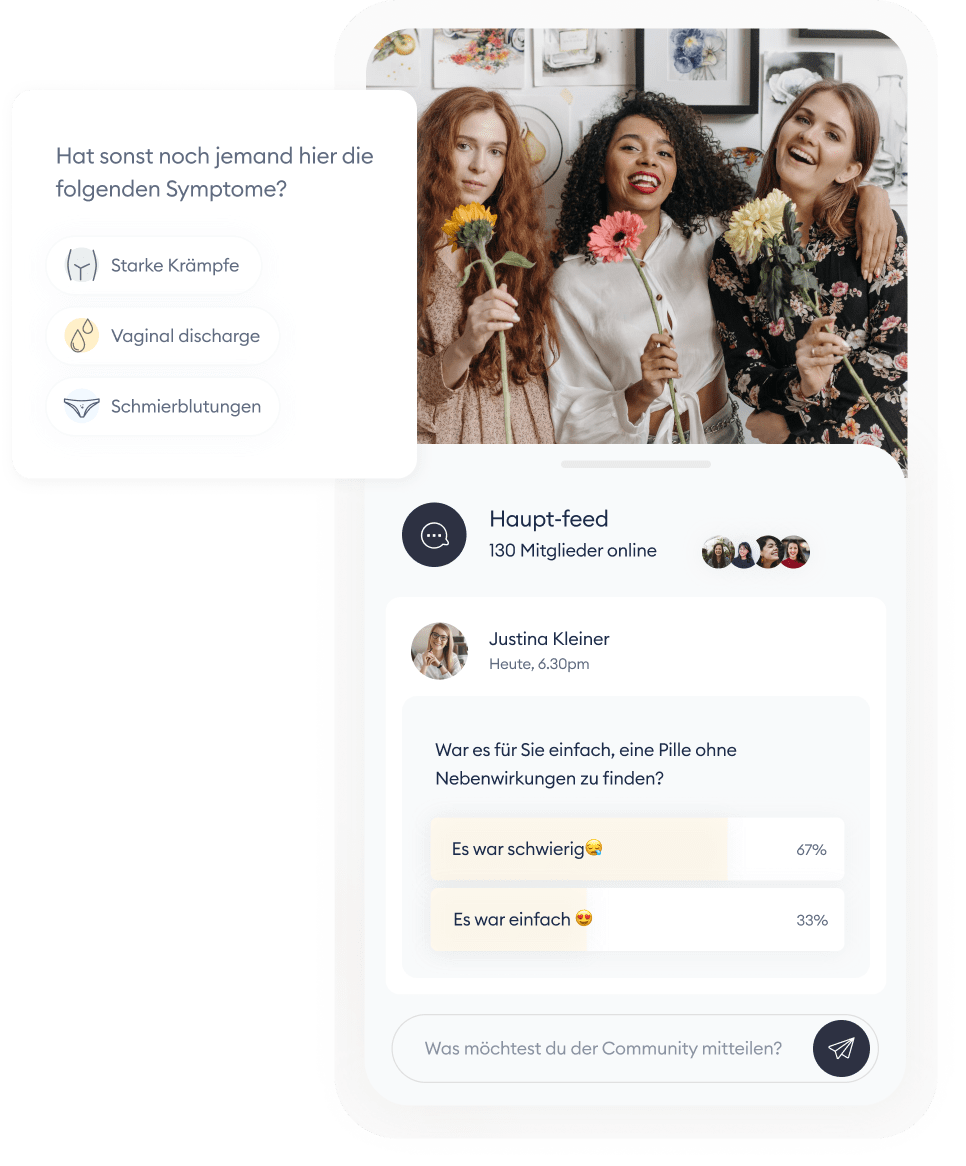 Hat sonst noch jemand hier die
folgenden Symptome?
Starke Krämpfe
Vaginal discharge
Schmierblutungen
Haupt-feed
130 Mitglieder online
Justina Kleiner
Heute, 6.30pm
War es für Sie einfach, eine Pille ohne
Nebenwirkungen zu finden?
Es war schwierig😪 67%
Es war einfach 😍 33%
Was möchtest du der Community mitteilen?